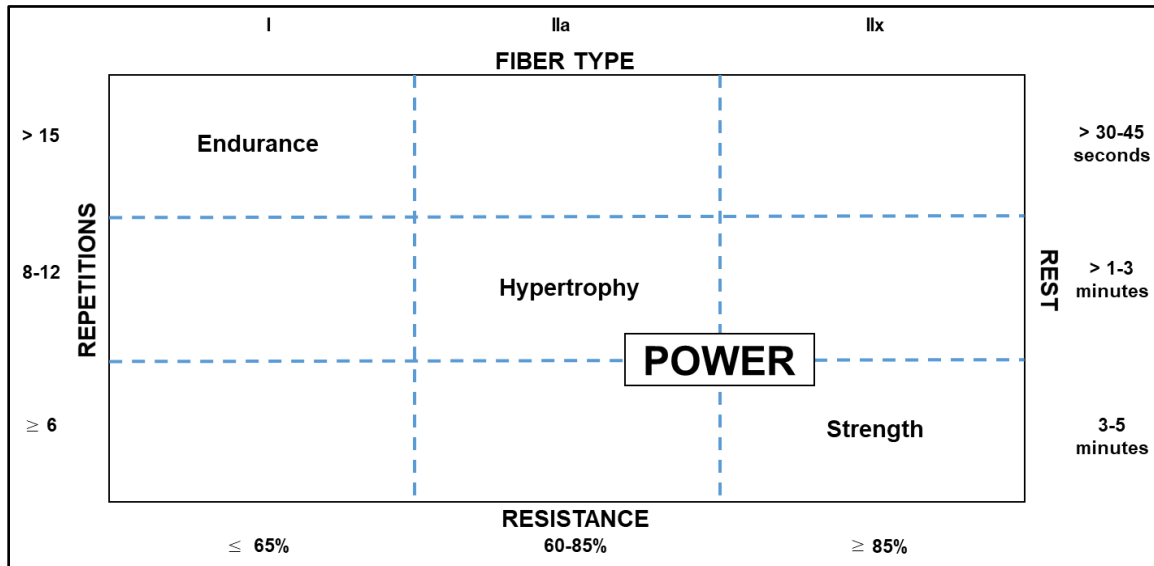 I IIa IIx
FIBER TYPE
> 15
Endurance
> 30-45
seconds
REPETITIONS
8-12
Hypertrophy
REST
> 1-3
minutes
POWER
≥ 6
Strength
3-5
minutes
RESISTANCE
≤ 65% 60-85% ≥ 85%